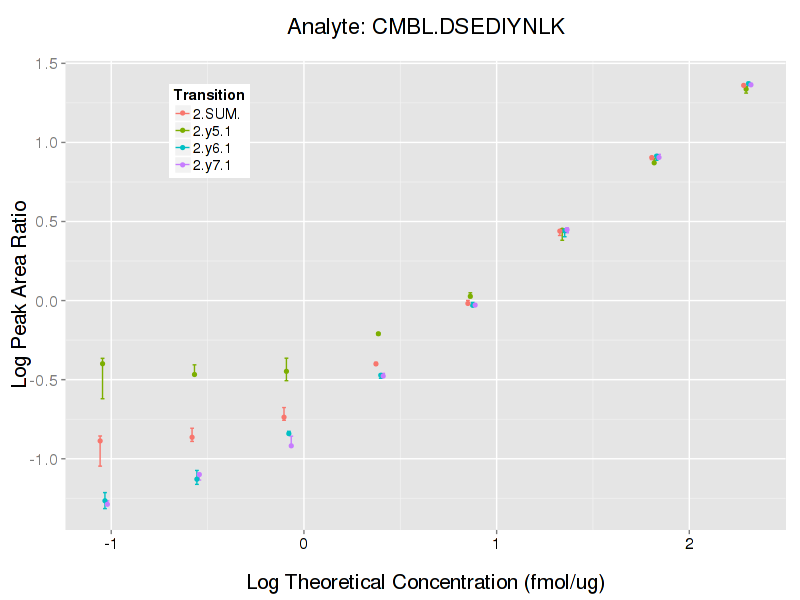 Analyte: CMBL.DSEDIYNLK
Log Peak Area Ratio
1.5
1.0
0.5
0.0
-0.5
-1.0
Transition
2.SUM.
2.y5.1
2.y6.1
2.y7.1
-1
0
1
2
Log Theoretical Concentration (fmol/ug)